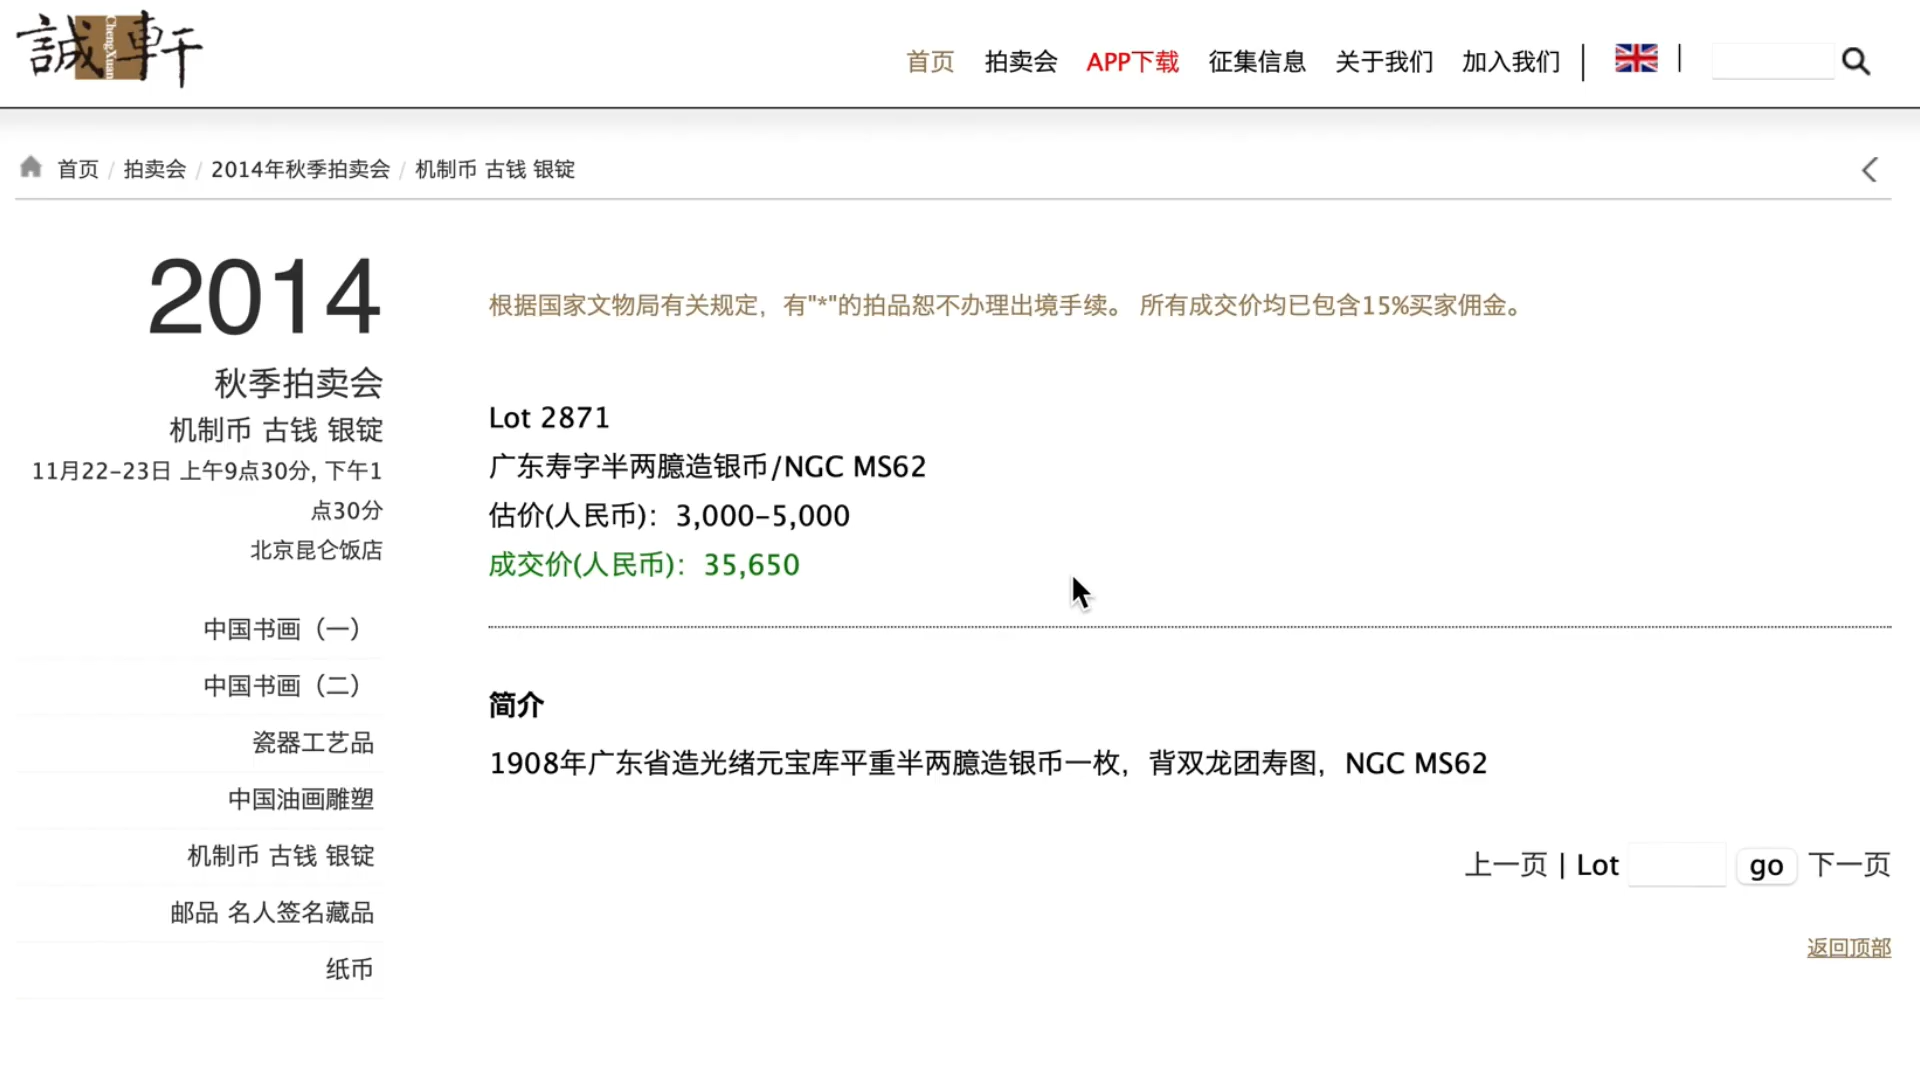 誠軒
ChengXuan
首页 拍卖会 APP下载 征集信息 关于我们 加入我们
首页 / 拍卖会 / 2014年秋季拍卖会 / 机制币 古钱 银锭
2014
秋季拍卖会
机制币 古钱 银锭
11月22-23日 上午9点30分, 下午1
点30分
北京昆仑饭店
中国书画（一）
中国书画（二）
瓷器工艺品
中国油画雕塑
机制币 古钱 银锭
邮品 名人签名藏品
纸币
根据国家文物局有关规定，有"*"的拍品恕不办理出境手续。 所有成交价均已包含15%买家佣金。
Lot 2871
广东寿字半两臆造银币/NGC MS62
估价(人民币)：3,000-5,000
成交价(人民币)：35,650
简介
1908年广东省造光绪元宝库平重半两臆造银币一枚，背双龙团寿图，NGC MS62
上一页 | Lot go 下一页
返回顶部